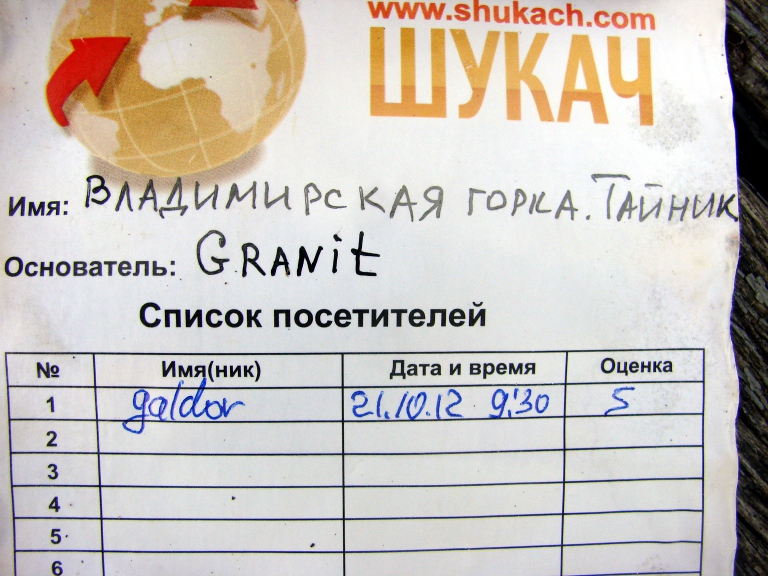 www.shukach.com
ШУКАЧ
Имя: ВЛАДИМИРСКАЯ ГОРКА. ТАЙНИК
Основатель: GRANit
Список посетителей
№ Имя(ник) Дата и время Оценка
1 galdor 21.10.12 9:30 5
2
3
4
5
6